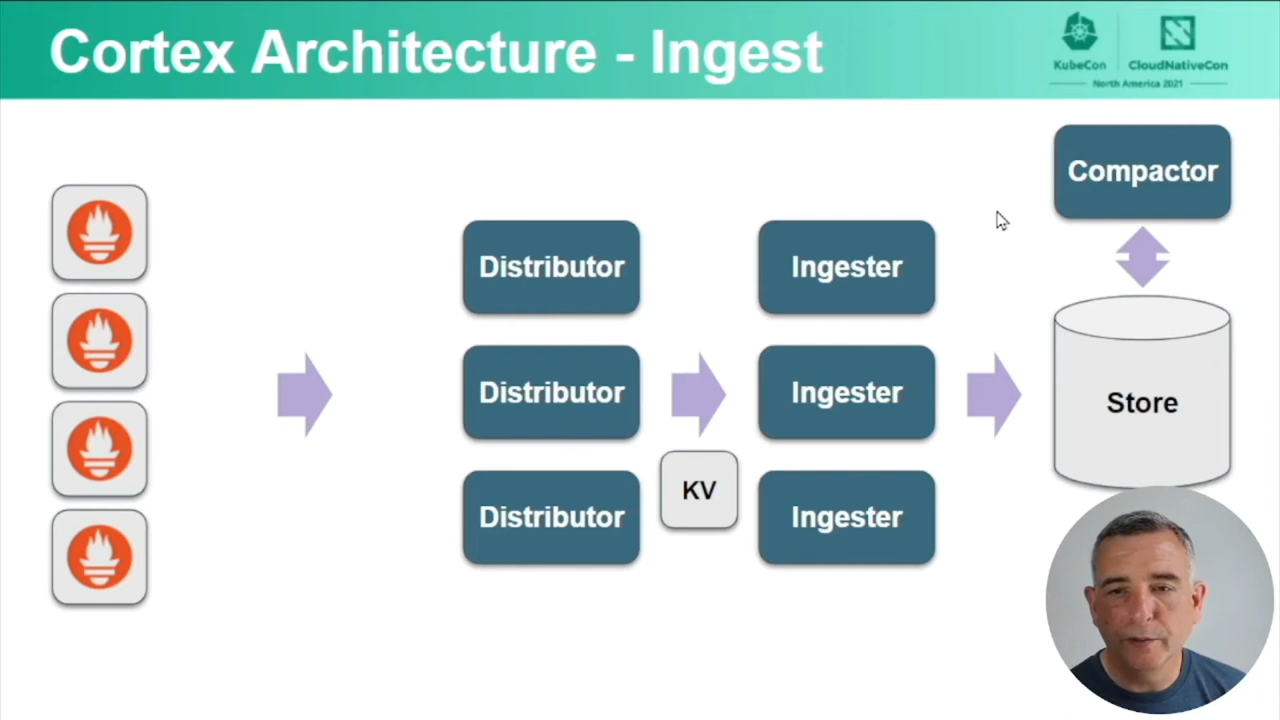 Cortex Architecture - Ingest
KubeCon
CloudNativeCon
North America 2021
Compactor
Distributor
Ingester
Distributor
Ingester
Store
KV
Distributor
Ingester